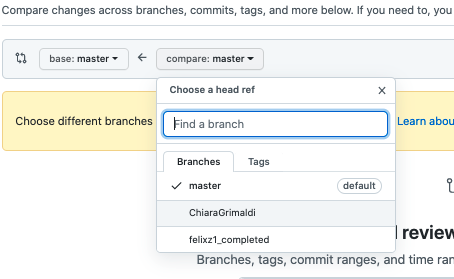 Compare changes across branches, commits, tags, and more below. If you need to, you
base: master
compare: master
Choose a head ref
Find a branch
Choose different branches
Learn
Branches Tags
master default
ChiaraGrimaldi
felixz1_completed
review
Branches, tags, commit ranges, and time